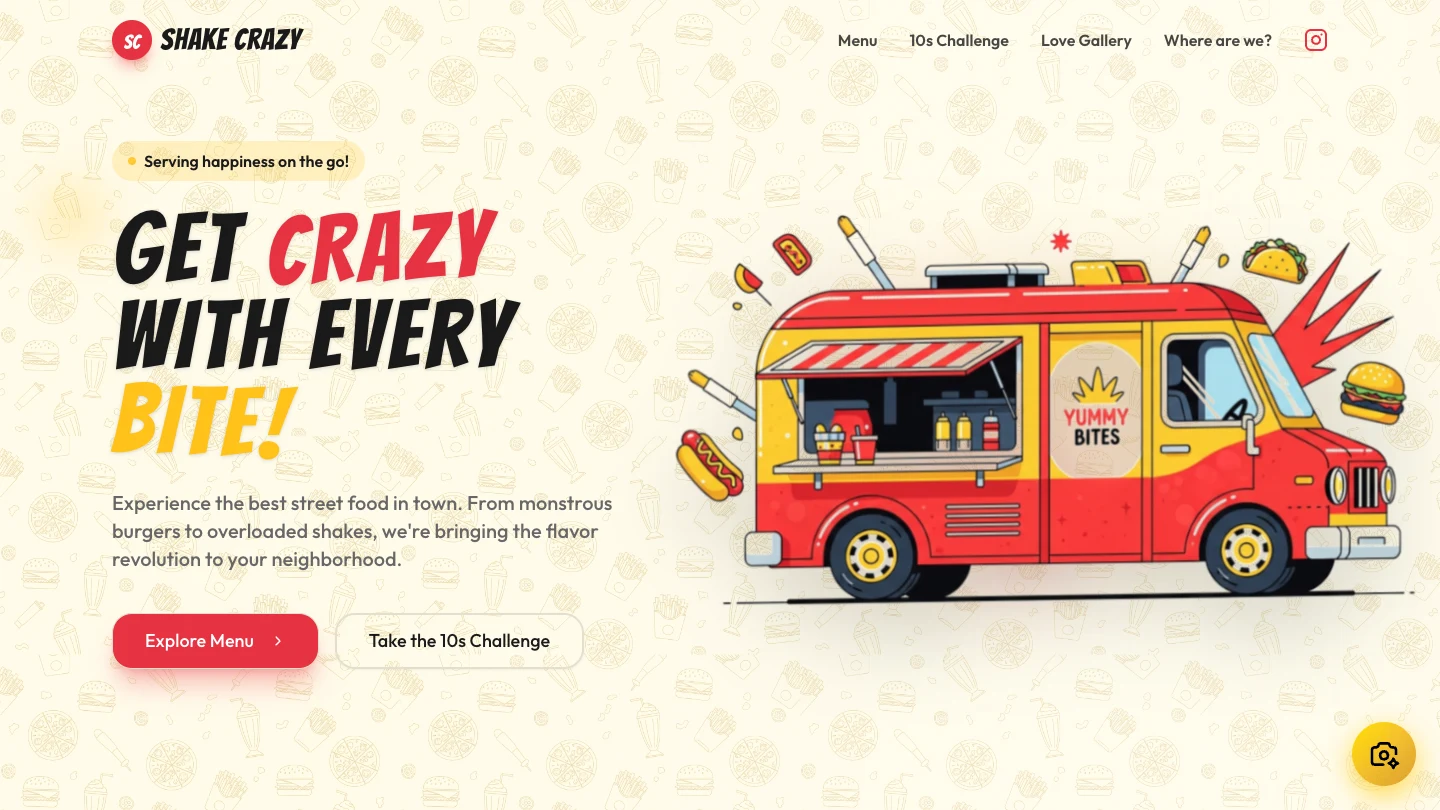 SC SHAKE CRAZY
Menu 10s Challenge Love Gallery Where are we?
Serving happiness on the go!
GET CRAZY
WITH EVERY
BITE!
Experience the best street food in town. From monstrous
burgers to overloaded shakes, we're bringing the flavor
revolution to your neighborhood.
Explore Menu
Take the 10s Challenge
YUMMY
BITES